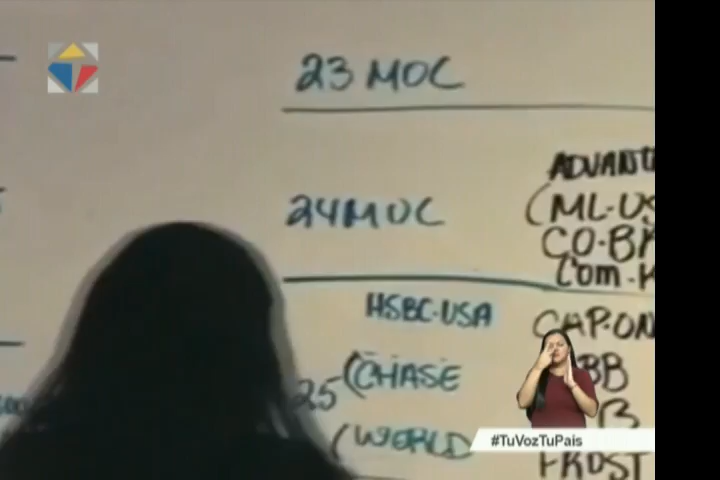 23 MOC
ADVANT
24 MOC
(ML-US
CO-BK
COM-K
HSBC-USA
CAP-ON
25
(CHASE
BB
(WORLD
#TuVozTuPaís
FROST